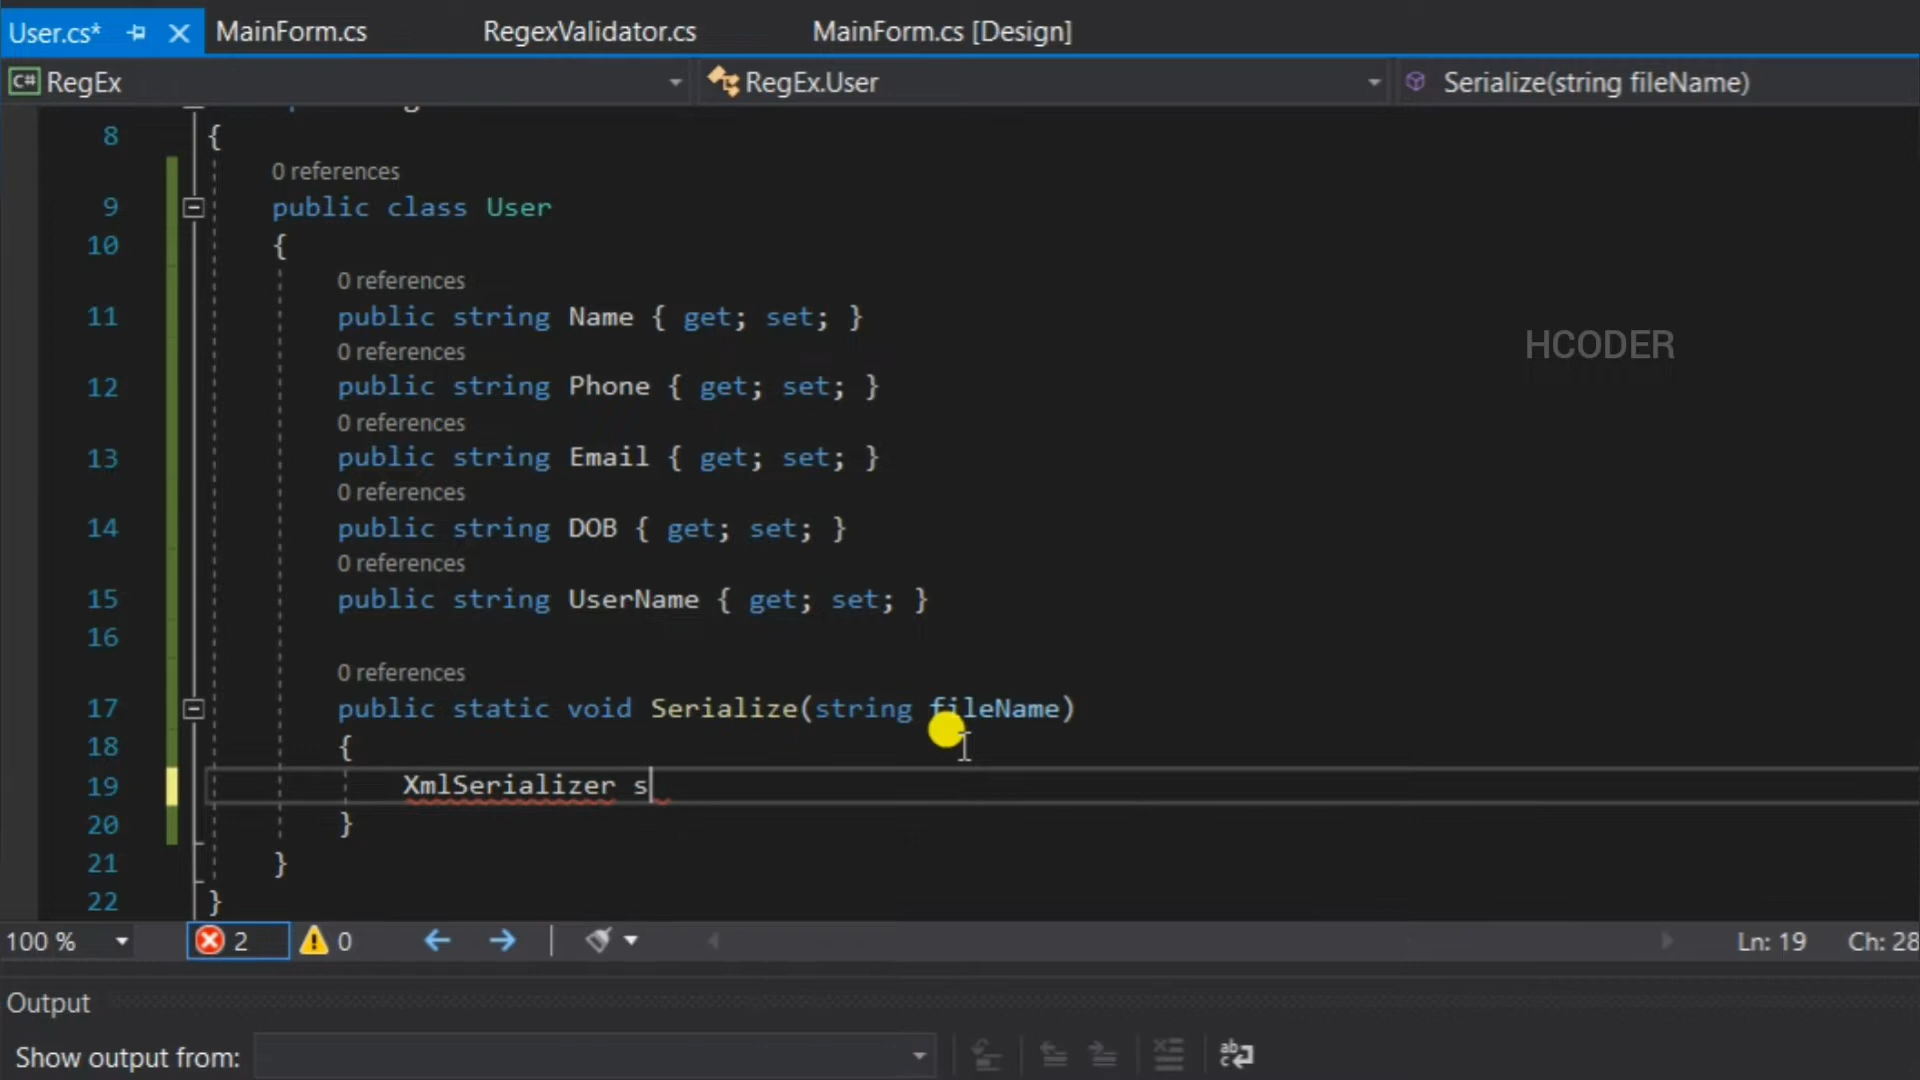 User.cs* MainForm.cs RegexValidator.cs MainForm.cs [Design]
C# RegEx RegEx.User Serialize(string fileName)
8 {
0 references
9 public class User
10 {
0 references
11 public string Name { get; set; }
0 references
12 public string Phone { get; set; }
0 references
13 public string Email { get; set; }
0 references
14 public string DOB { get; set; }
0 references
15 public string UserName { get; set; }
16
0 references
17 public static void Serialize(string fileName)
18 {
19 XmlSerializer s
20 }
21 }
22 }
HCODER
100 % 2 0 Ln: 19 Ch: 28
Output
Show output from: